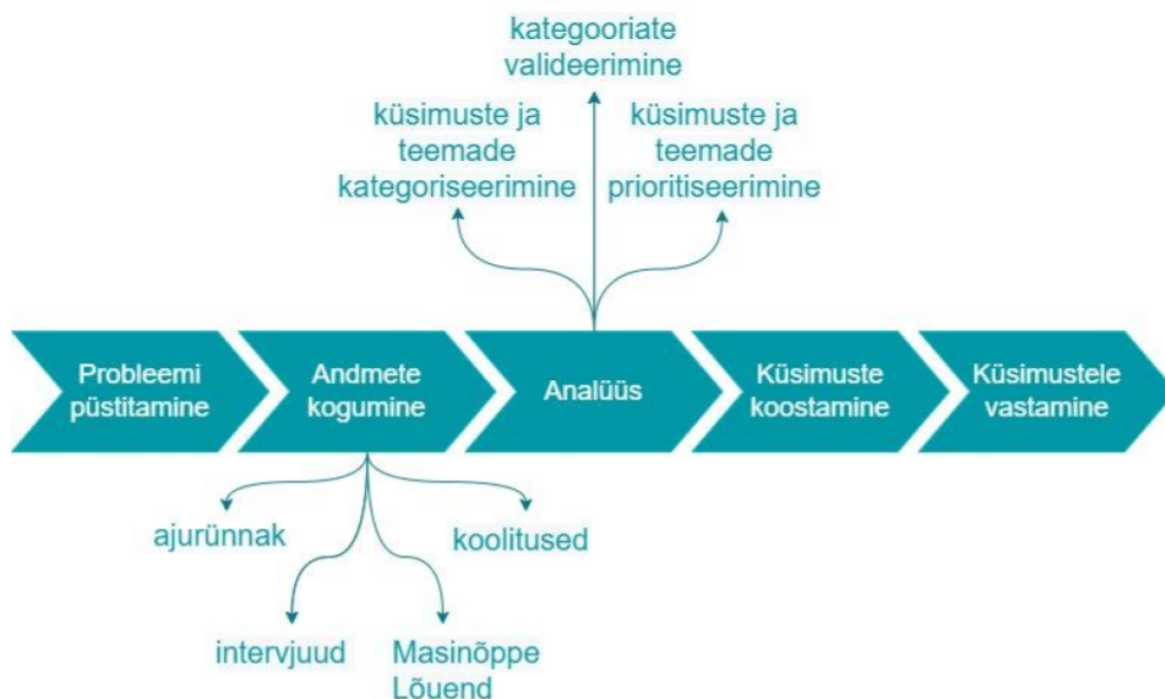 kategooriate
valideerimine
küsimuste ja
teemade
kategoriseerimine
küsimuste ja
teemade
prioritiseerimine
Probleemi
püstitamine
Andmete
kogumine
Analüüs
Küsimuste
koostamine
Küsimustele
vastamine
ajurünnak
koolitused
intervjuud
Masinõppe
Lõuend